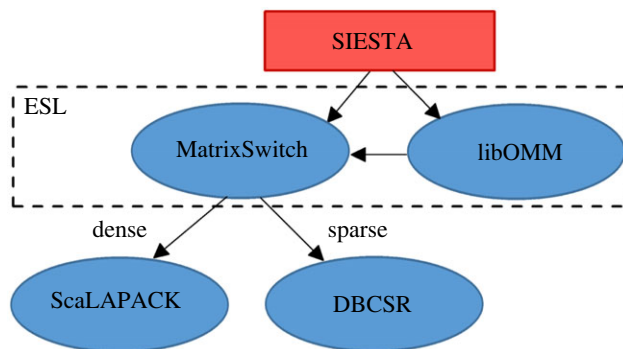 SIESTA
ESL
MatrixSwitch
libOMM
dense
sparse
ScaLAPACK
DBCSR